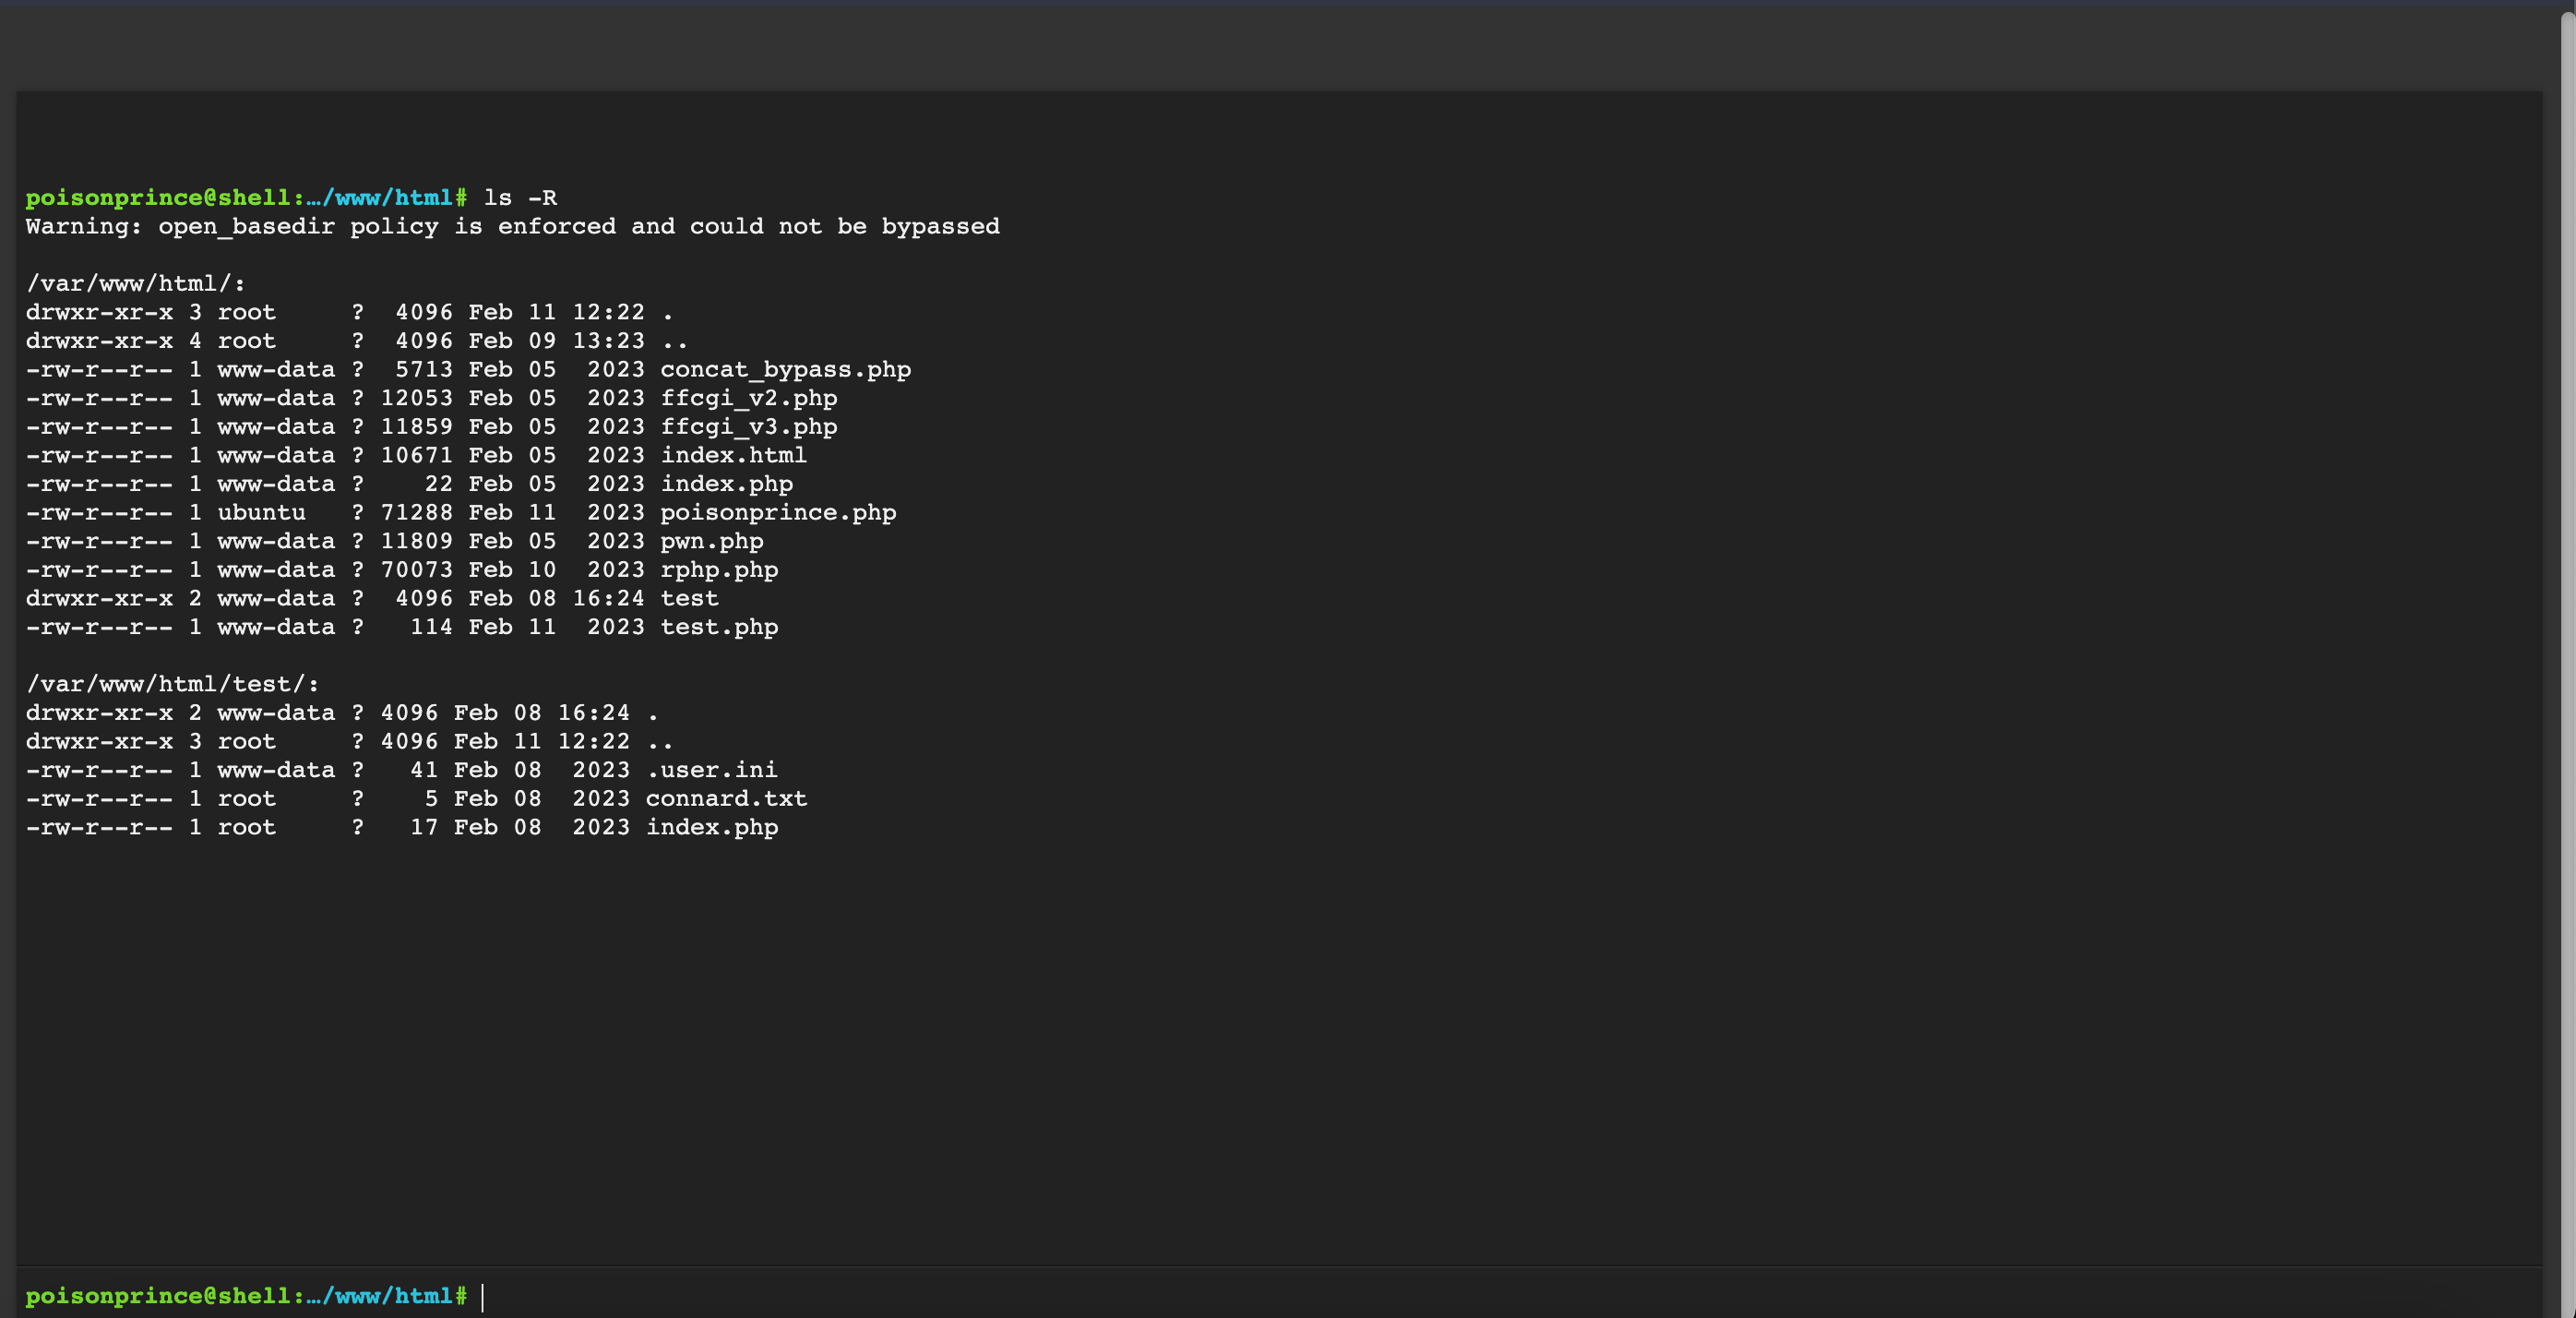 poisonprince@shell:…/www/html# ls -R
Warning: open_basedir policy is enforced and could not be bypassed
/var/www/html/:
drwxr-xr-x 3 root     ?  4096 Feb 11 12:22 .
drwxr-xr-x 4 root     ?  4096 Feb 09 13:23 ..
-rw-r--r-- 1 www-data ?  5713 Feb 05  2023 concat_bypass.php
-rw-r--r-- 1 www-data ? 12053 Feb 05  2023 ffcgi_v2.php
-rw-r--r-- 1 www-data ? 11859 Feb 05  2023 ffcgi_v3.php
-rw-r--r-- 1 www-data ? 10671 Feb 05  2023 index.html
-rw-r--r-- 1 www-data ?    22 Feb 05  2023 index.php
-rw-r--r-- 1 ubuntu   ? 71288 Feb 11  2023 poisonprince.php
-rw-r--r-- 1 www-data ? 11809 Feb 05  2023 pwn.php
-rw-r--r-- 1 www-data ? 70073 Feb 10  2023 rphp.php
drwxr-xr-x 2 www-data ?  4096 Feb 08 16:24 test
-rw-r--r-- 1 www-data ?   114 Feb 11  2023 test.php
/var/www/html/test/:
drwxr-xr-x 2 www-data ? 4096 Feb 08 16:24 .
drwxr-xr-x 3 root     ? 4096 Feb 11 12:22 ..
-rw-r--r-- 1 www-data ?   41 Feb 08  2023 .user.ini
-rw-r--r-- 1 root     ?    5 Feb 08  2023 connard.txt
-rw-r--r-- 1 root     ?   17 Feb 08  2023 index.php
poisonprince@shell:…/www/html#